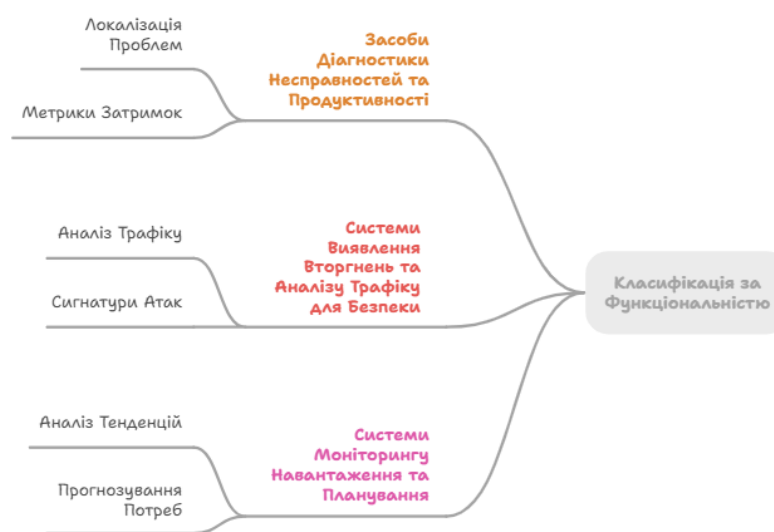 Локалізація
Проблем
Метрики Затримок
Засоби
Діагностики
Несправностей та
Продуктивності
Аналіз Трафіку
Сигнатури Атак
Системи
Виявлення
Вторгнень та
Аналізу Трафіку
для Безпеки
Аналіз Тенденцій
Прогнозування
Потреб
Системи
Моніторингу
Навантаження та
Планування
Класифікація за
Функціональністю